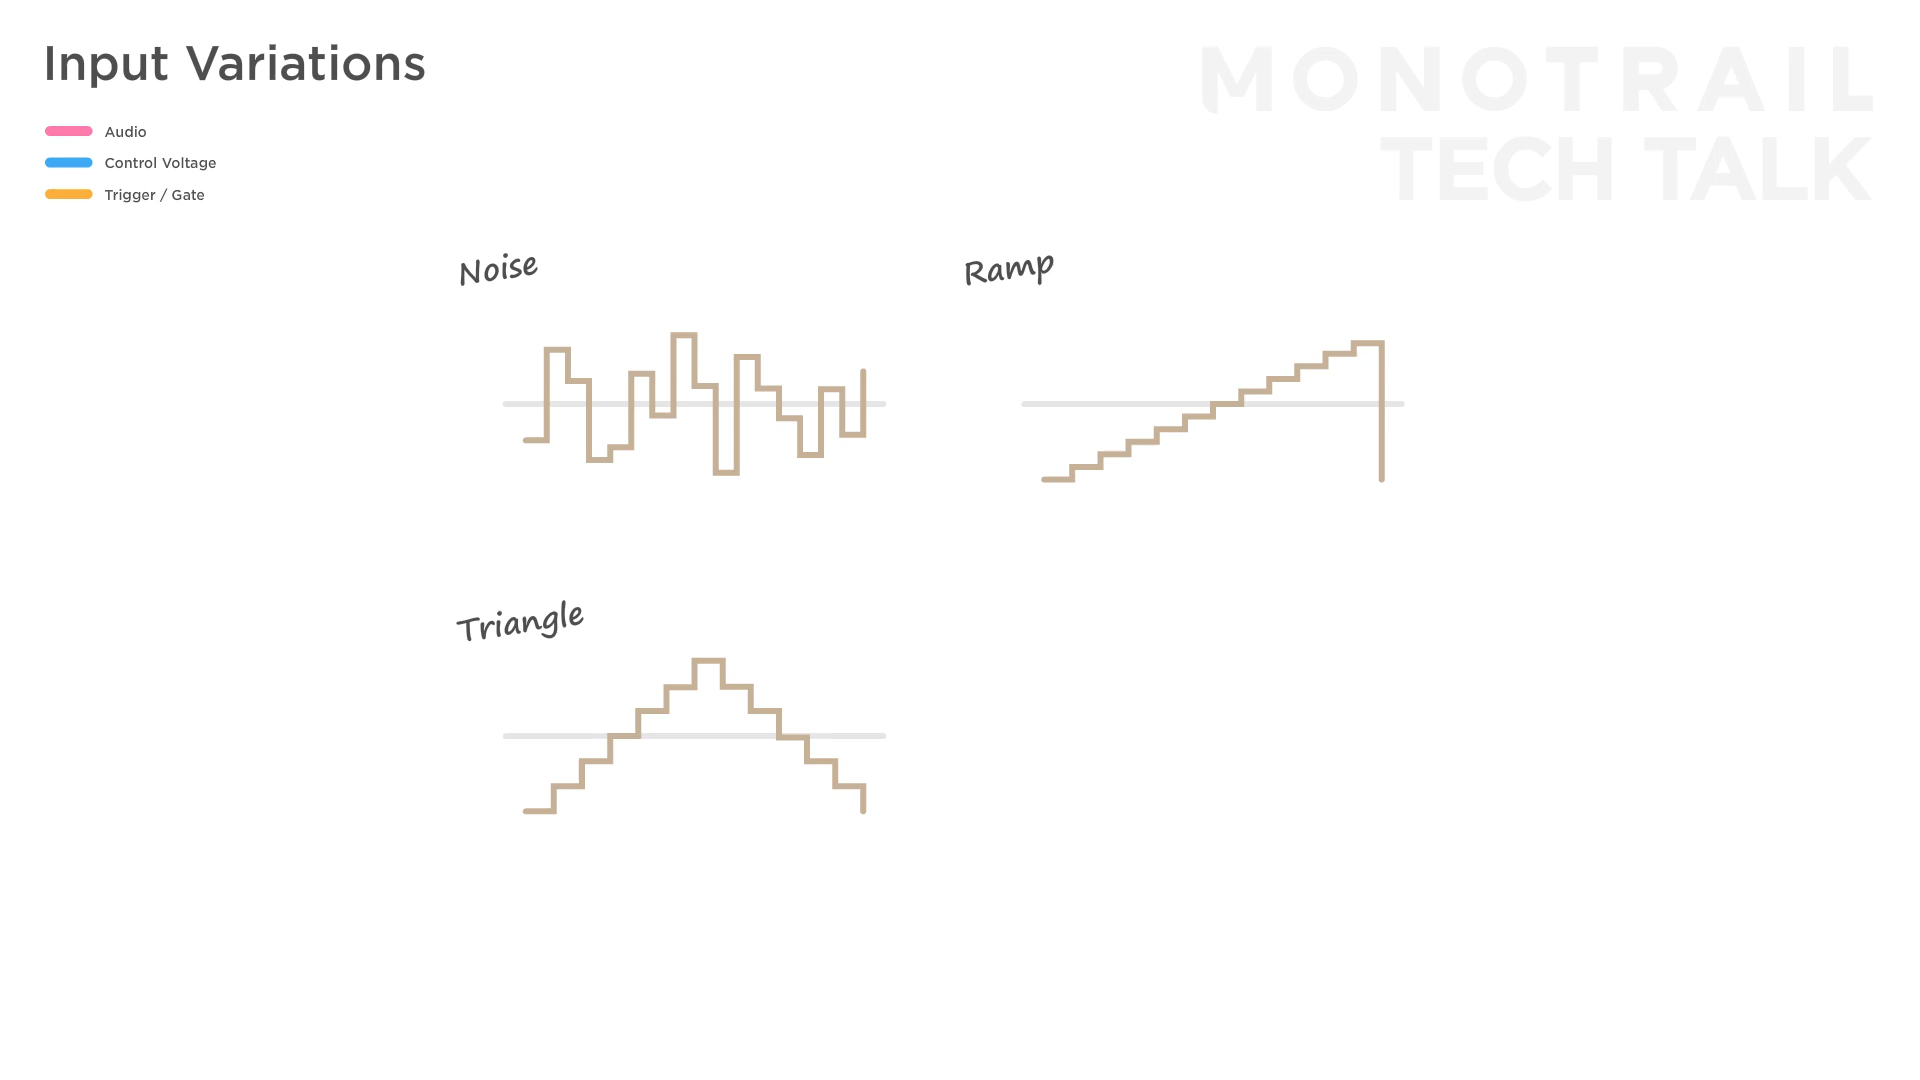 Input Variations
MONOTRAIL
TECH TALK
Audio
Control Voltage
Trigger / Gate
Noise
Ramp
Triangle